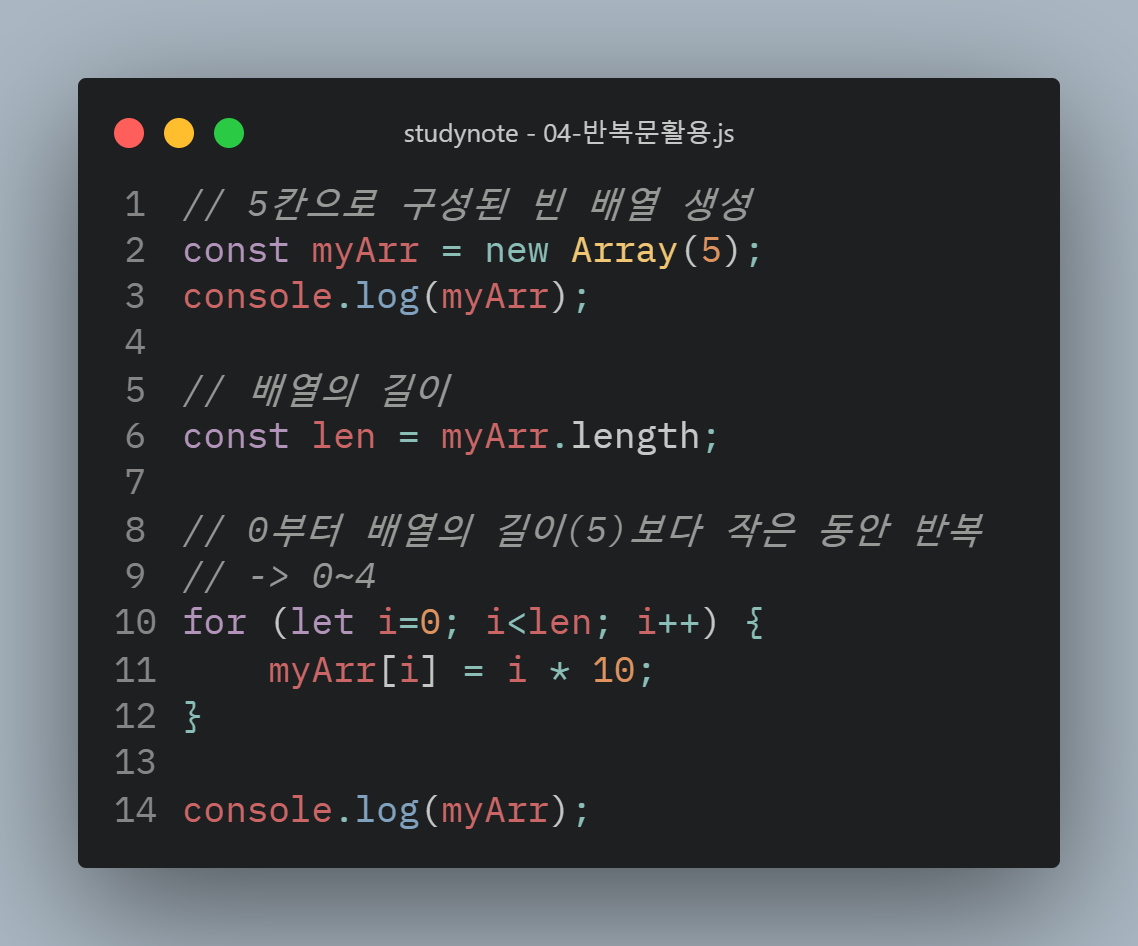 studynote - 04-반복문활용.js
1 // 5칸으로 구성된 빈 배열 생성
2 const myArr = new Array(5);
3 console.log(myArr);
4
5 // 배열의 길이
6 const len = myArr.length;
7
8 // 0부터 배열의 길이(5)보다 작은 동안 반복
9 // -> 0~4
10 for (let i=0; i<len; i++) {
11     myArr[i] = i * 10;
12 }
13
14 console.log(myArr);